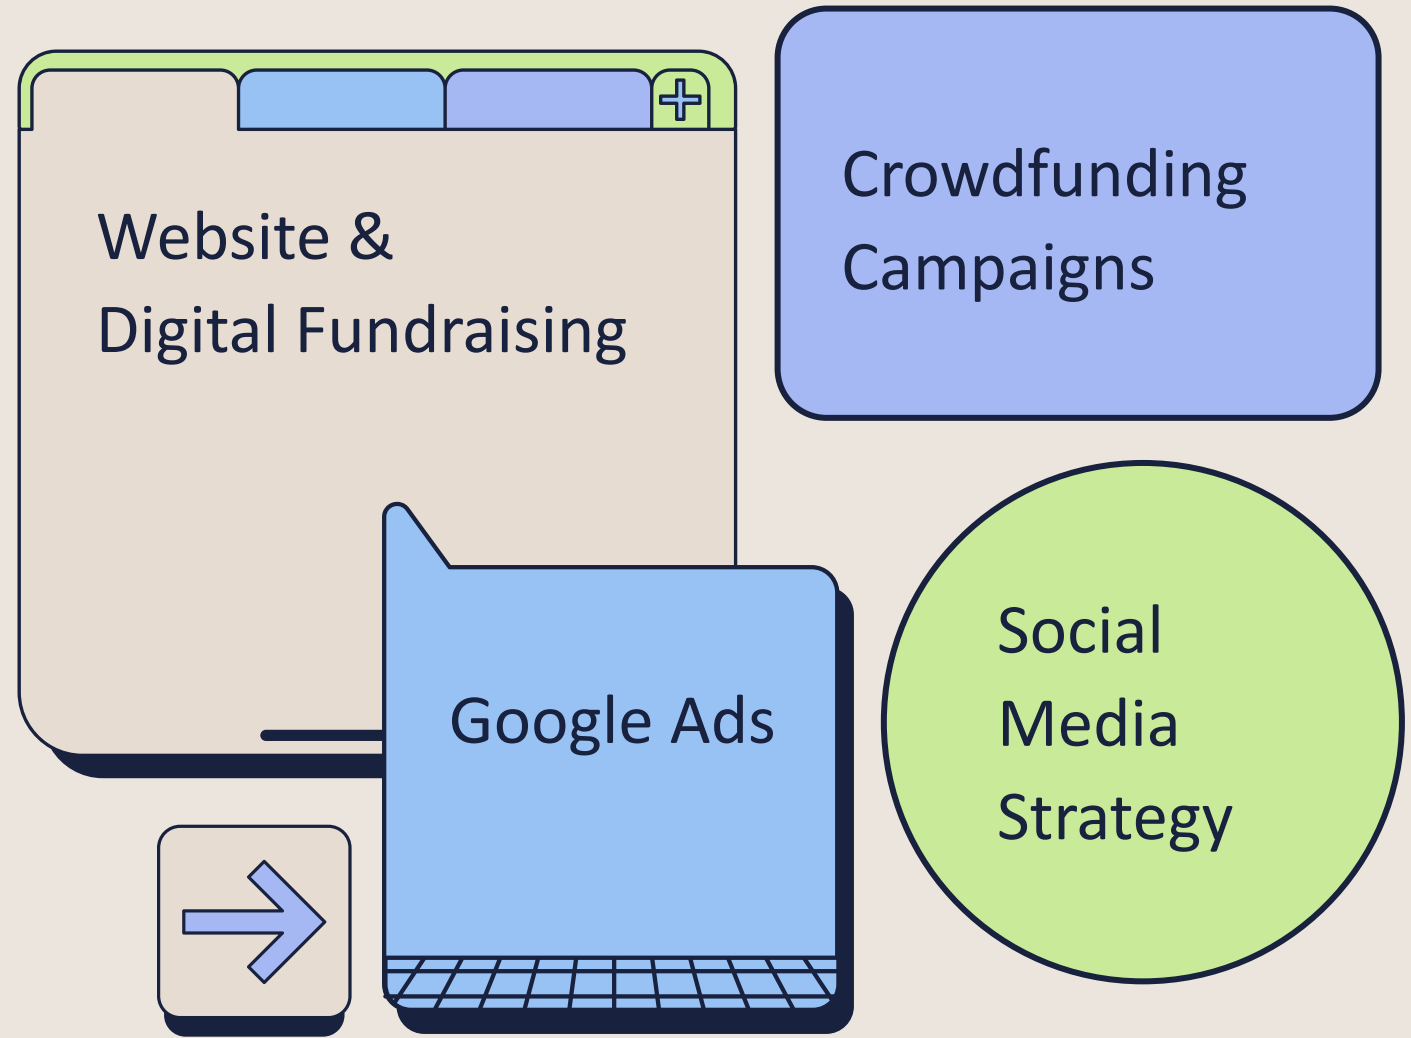 Website &
Digital Fundraising
Crowdfunding
Campaigns
Google Ads
Social
Media
Strategy